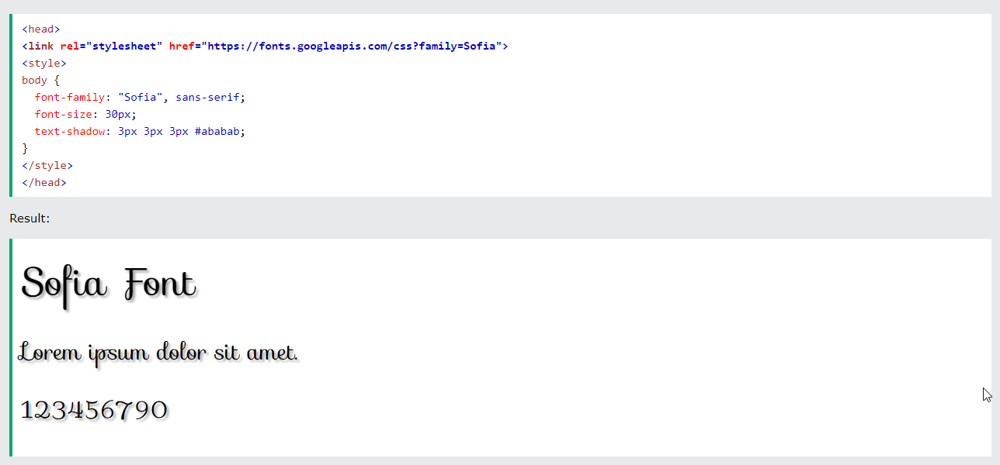 <head>
<link rel="stylesheet" href="https://fonts.googleapis.com/css?family=Sofia">
<style>
body {
  font-family: "Sofia", sans-serif;
  font-size: 30px;
  text-shadow: 3px 3px 3px #ababab;
}
</style>
</head>
Result:
Sofia Font
Lorem ipsum dolor sit amet.
123456790